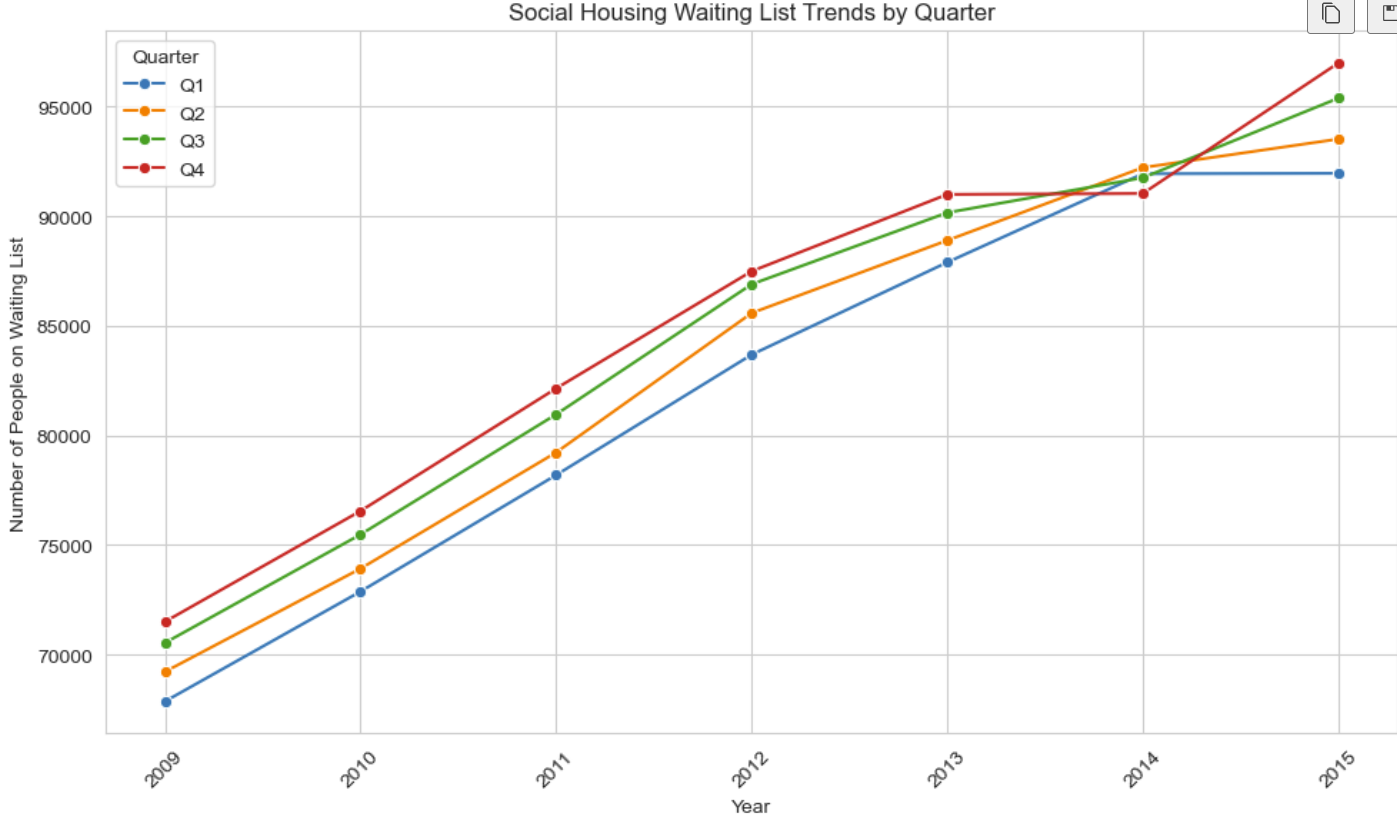 Social Housing Waiting List Trends by Quarter
Quarter
Q1
Q2
Q3
Q4
95000
90000
85000
80000
75000
70000
Number of People on Waiting List
2009 2010 2011 2012 2013 2014 2015
Year